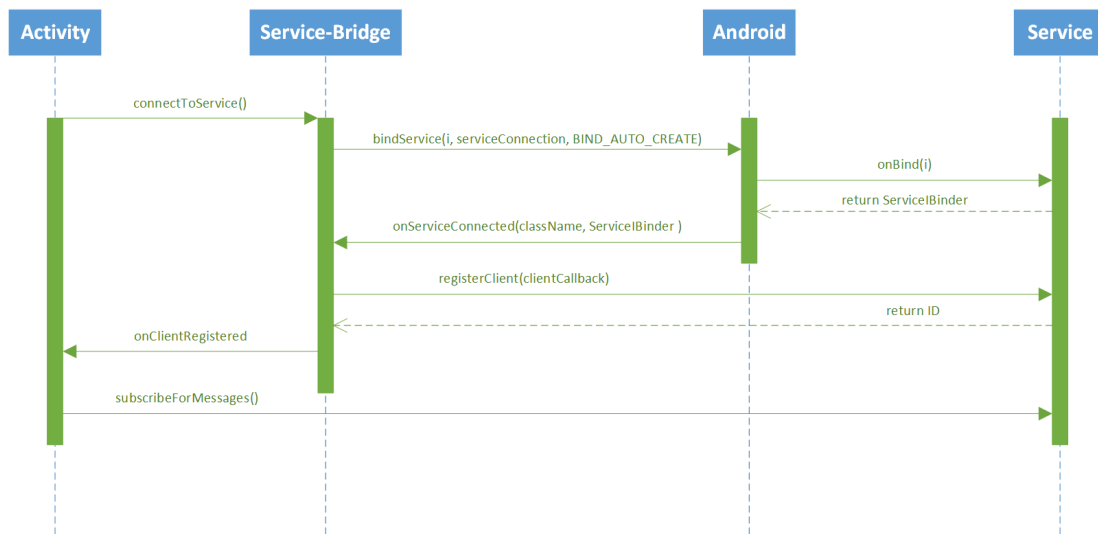 Activity
Service-Bridge
Android
Service
connectToService()
bindService(i, serviceConnection, BIND_AUTO_CREATE)
onBind(i)
return ServiceIBinder
onServiceConnected(className, ServiceIBinder )
registerClient(clientCallback)
return ID
onClientRegistered
subscribeForMessages()